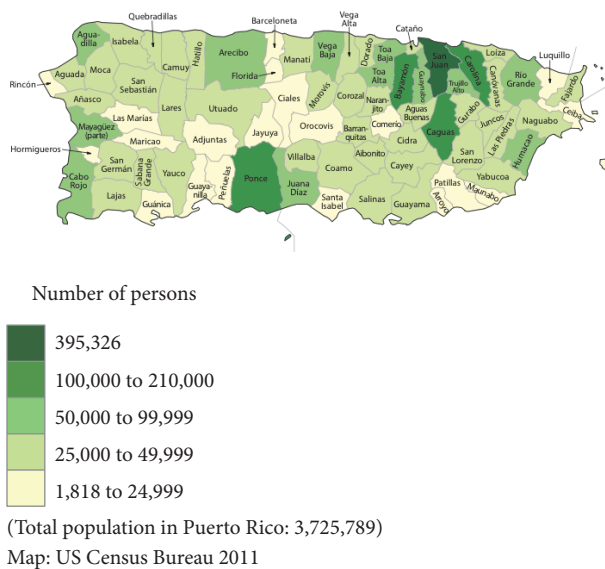 Quebradillas
Barceloneta
Vega
Alta
Cataño
Luquillo
Rincón
Hormigueros
Agua-
dilla
Isabela
Camuy
Hatillo
Arecibo
Florida
Manatí
Vega
Baja
Dorado
Toa
Baja
Toa
Alta
Bayamón
Guaynabo
San
Juan
Trujillo
Alto
Carolina
Canóvanas
Loíza
Río
Grande
Fajardo
Ceiba
Aguada
Moca
San
Sebastián
Añasco
Lares
Utuado
Ciales
Morovis
Corozal
Naran-
jito
Comerío
Aguas
Buenas
Caguas
Gurabo
Juncos
Las Piedras
Naguabo
Humacao
Las Marías
Mayagüez
(parte)
Maricao
Adjuntas
Jayuya
Orocovis
Barran-
quitas
Cidra
Aibonito
Cayey
San
Lorenzo
Yabucoa
San
Germán
Sabana
Grande
Yauco
Guaya
nilla
Peñuelas
Ponce
Villalba
Juana
Díaz
Coamo
Santa
Isabel
Salinas
Guayama
Arroyo
Patillas
Maunabo
Cabo
Rojo
Lajas
Guánica
Number of persons
395,326
100,000 to 210,000
50,000 to 99,999
25,000 to 49,999
1,818 to 24,999
(Total population in Puerto Rico: 3,725,789)
Map: US Census Bureau 2011